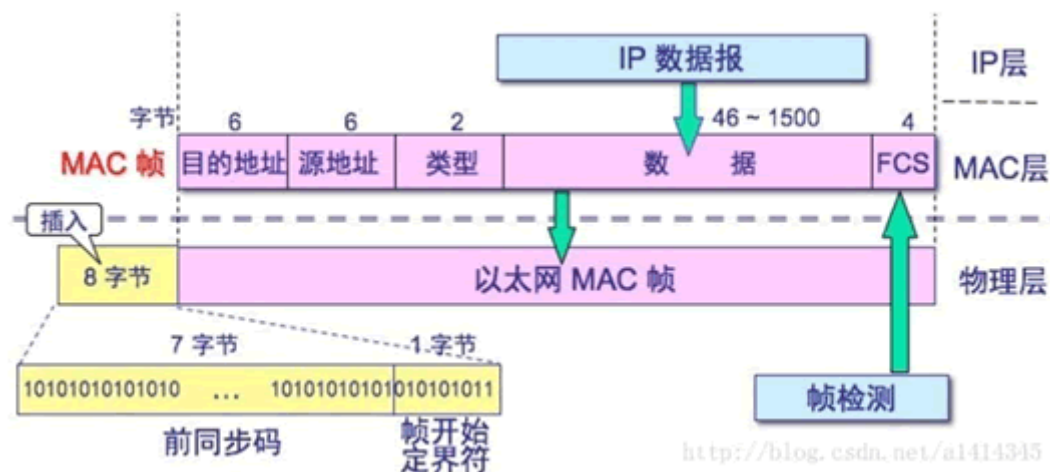 IP 数据报
IP层
字节 6 6 2 46 ~ 1500 4
MAC 帧 目的地址 源地址 类型 数 据 FCS MAC层
插入
8 字节 以太网 MAC 帧 物理层
7 字节 1 字节
10101010101010 ... 10101010101010101011
帧检测
前同步码 帧开始
定界符
http://blog.csdn.net/a1414345